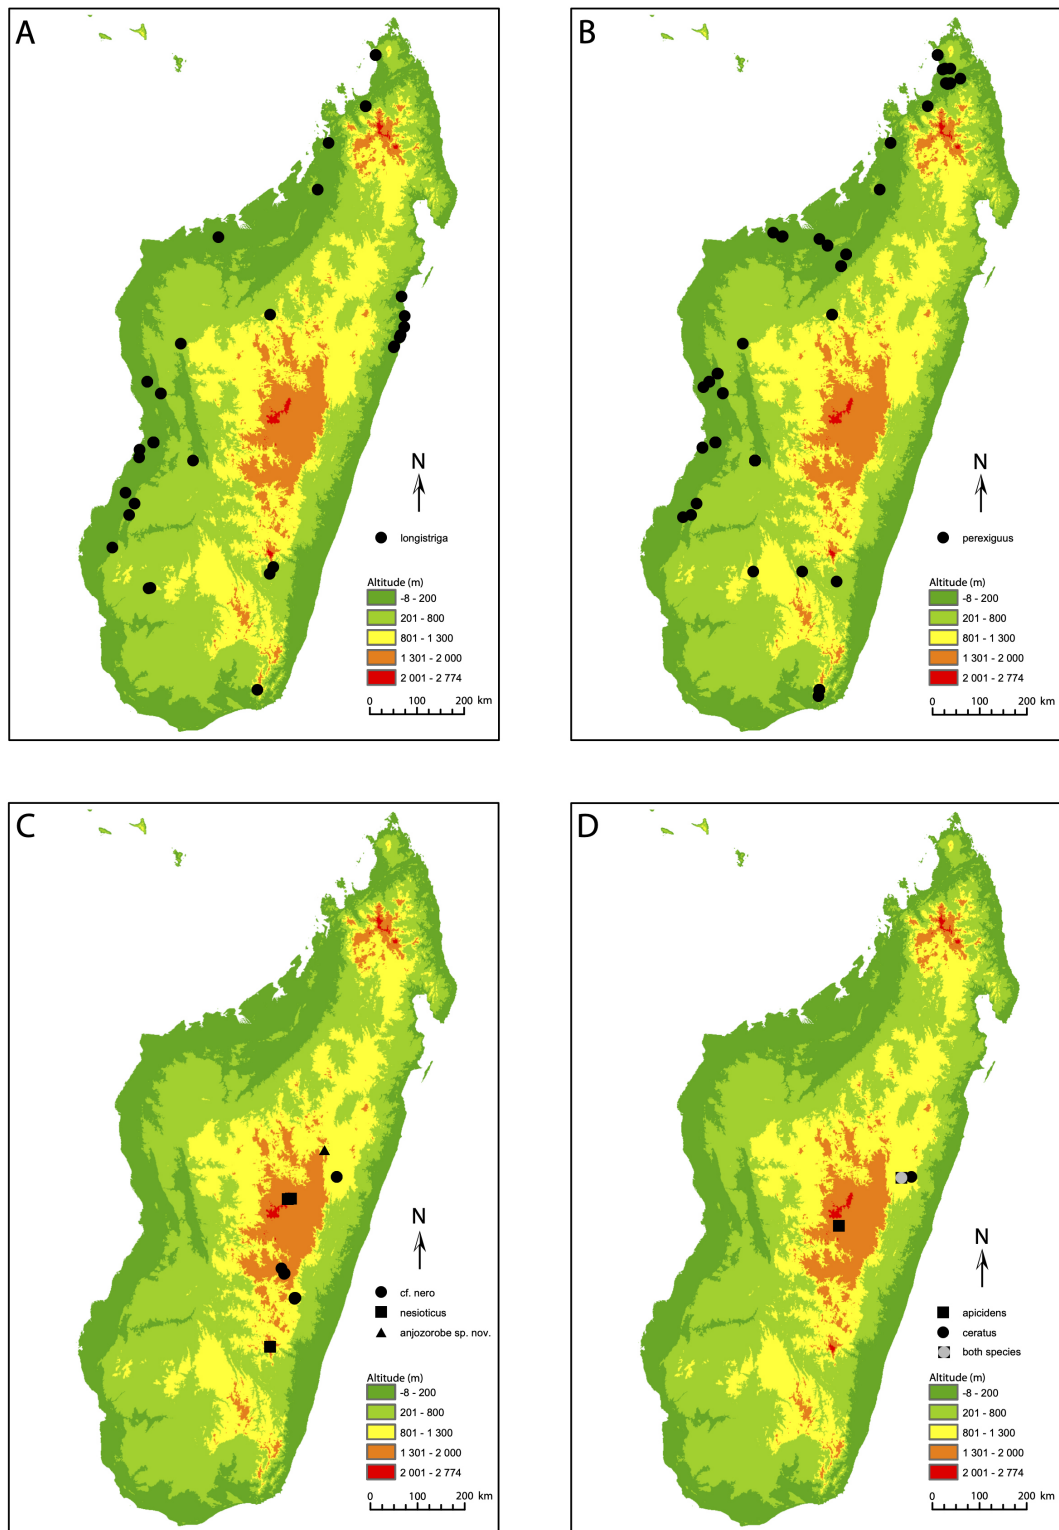 A
N
longistriga
Altitude (m)
-8 - 200
201 - 800
801 - 1 300
1 301 - 2 000
2 001 - 2 774
0 100 200 km
B
N
perexiguus
Altitude (m)
-8 - 200
201 - 800
801 - 1 300
1 301 - 2 000
2 001 - 2 774
0 100 200 km
C
N
cf. nero
nesioticus
anjozorobe sp. nov.
Altitude (m)
-8 - 200
201 - 800
801 - 1 300
1 301 - 2 000
2 001 - 2 774
0 100 200 km
D
N
apicidens
ceratus
both species
Altitude (m)
-8 - 200
201 - 800
801 - 1 300
1 301 - 2 000
2 001 - 2 774
0 100 200 km